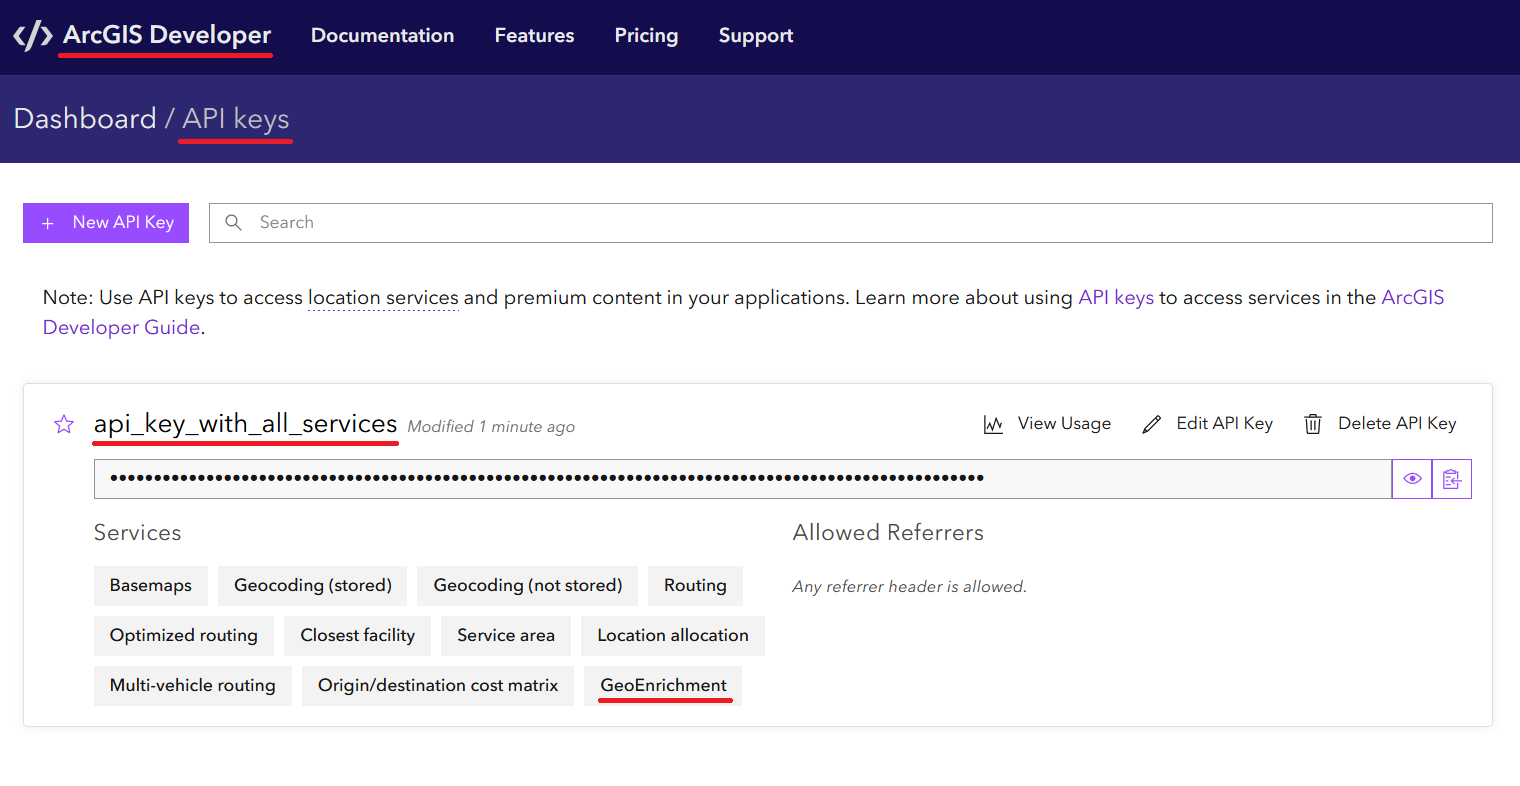 </> ArcGIS Developer Documentation Features Pricing Support
Dashboard / API keys
+ New API Key Search
Note: Use API keys to access location services and premium content in your applications. Learn more about using API keys to access services in the ArcGIS
Developer Guide.
api_key_with_all_services Modified 1 minute ago View Usage Edit API Key Delete API Key
••••••••••••••••••••••••••••••••••••••••••••••••••••••••••••••••••••••••••••••••••••••••••••••••••••
Services Allowed Referrers
Basemaps Geocoding (stored) Geocoding (not stored) Routing Any referrer header is allowed.
Optimized routing Closest facility Service area Location allocation
Multi-vehicle routing Origin/destination cost matrix GeoEnrichment